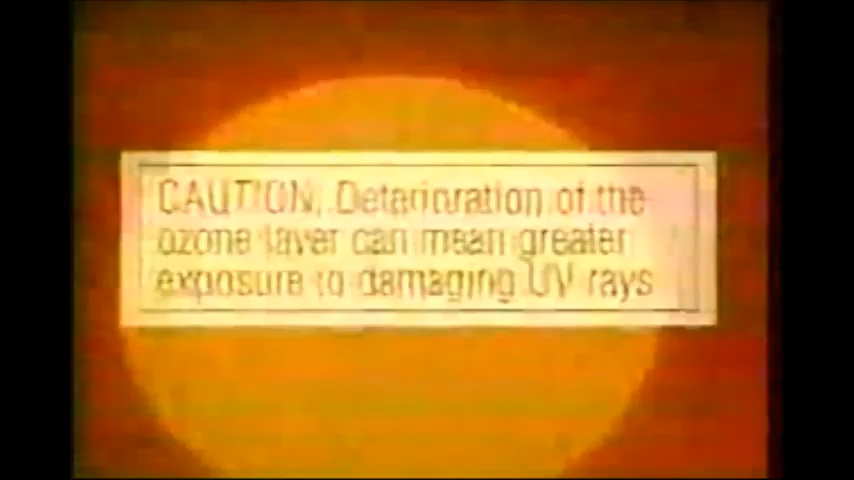 CAUTION. Deterioration of the
ozone layer can mean greater
exposure to damaging UV rays